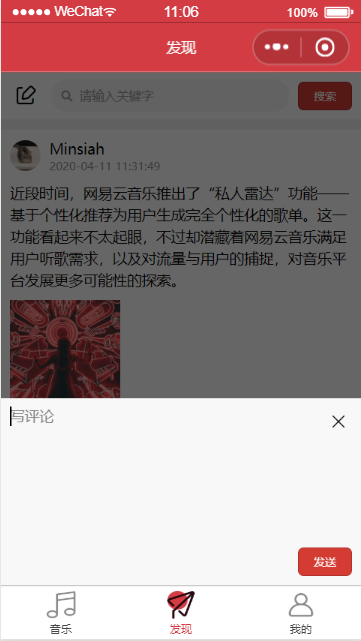 WeChat 11:06 100%
发现
请输入关键字 搜索
Minsiah
2020-04-11 11:31:49
近段时间，网易云音乐推出了“私人雷达”功能——
基于个性化推荐为用户生成完全个性化的歌单。这一
功能看起来不太起眼，不过却潜藏着网易云音乐满足
用户听歌需求，以及对流量与用户的捕捉，对音乐平
台发展更多可能性的探索。
写评论
发送
音乐 发现 我的